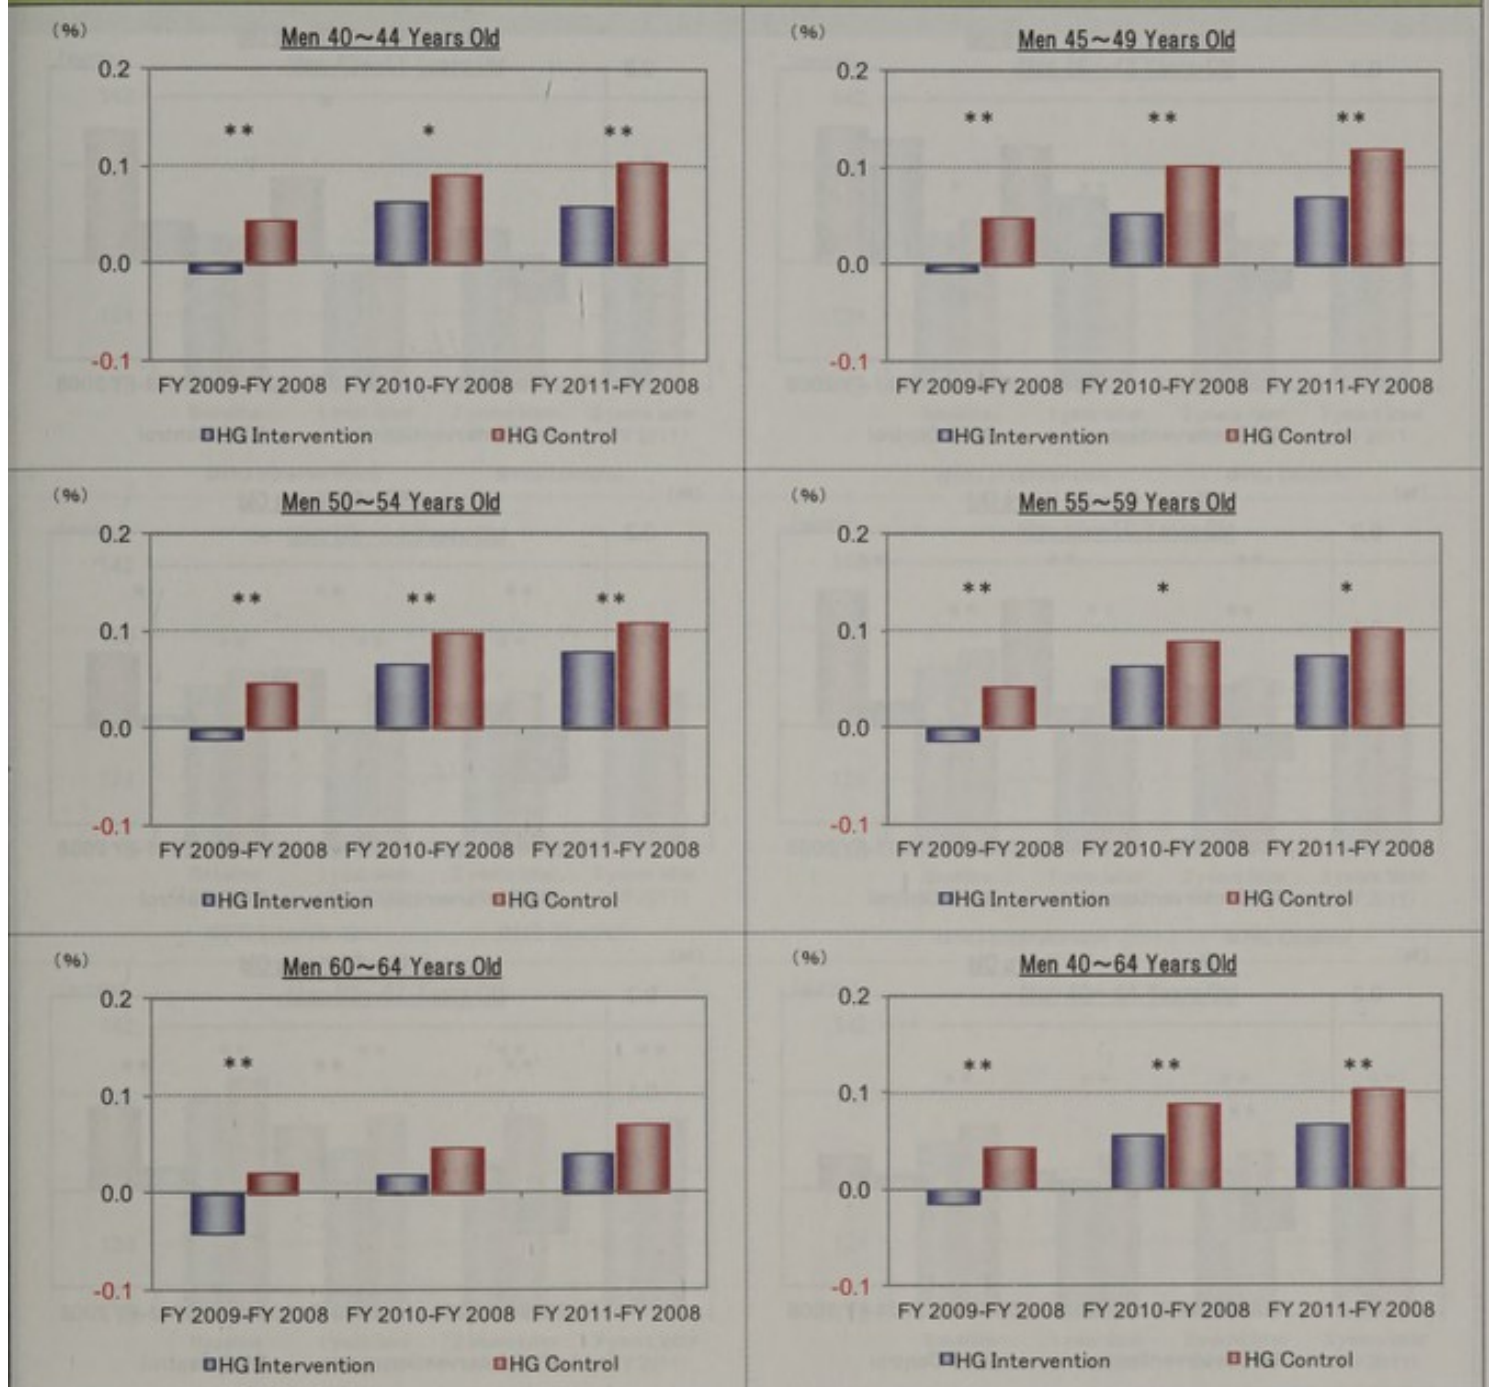 (%)
Men 40～44 Years Old
0.2
** * **
0.1
0.0
-0.1
FY 2009-FY 2008 FY 2010-FY 2008 FY 2011-FY 2008
HG Intervention HG Control
(%)
Men 45～49 Years Old
0.2
** ** **
0.1
0.0
-0.1
FY 2009-FY 2008 FY 2010-FY 2008 FY 2011-FY 2008
HG Intervention HG Control
(%)
Men 50～54 Years Old
0.2
** ** **
0.1
0.0
-0.1
FY 2009-FY 2008 FY 2010-FY 2008 FY 2011-FY 2008
HG Intervention HG Control
(%)
Men 55～59 Years Old
0.2
** * *
0.1
0.0
-0.1
FY 2009-FY 2008 FY 2010-FY 2008 FY 2011-FY 2008
HG Intervention HG Control
(%)
Men 60～64 Years Old
0.2
**
0.1
0.0
-0.1
FY 2009-FY 2008 FY 2010-FY 2008 FY 2011-FY 2008
HG Intervention HG Control
(%)
Men 40～64 Years Old
0.2
** ** **
0.1
0.0
-0.1
FY 2009-FY 2008 FY 2010-FY 2008 FY 2011-FY 2008
HG Intervention HG Control